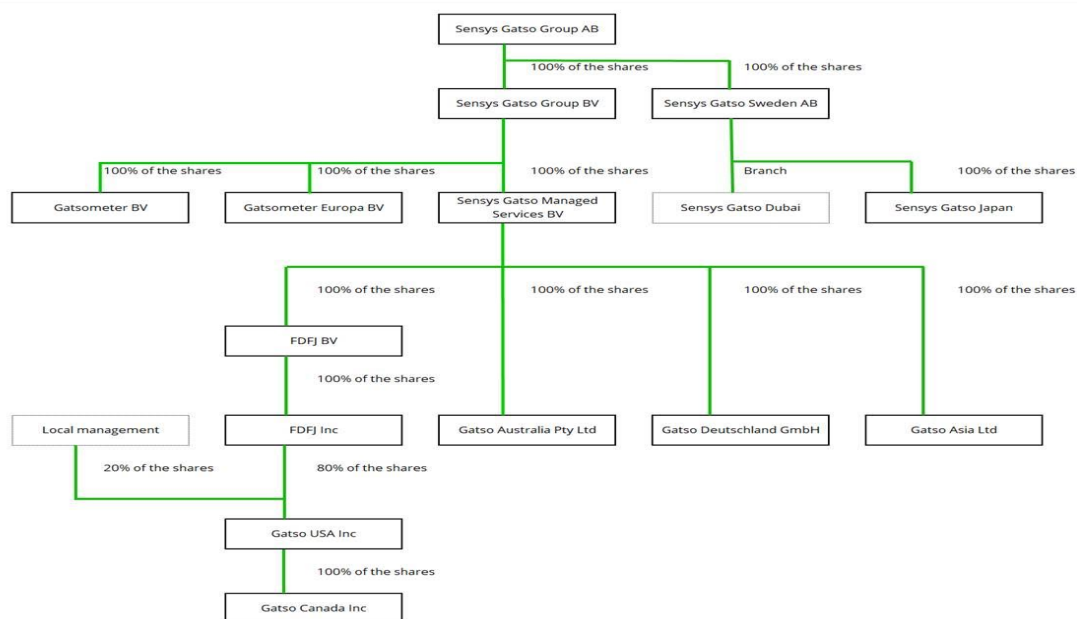 Sensys Gatso Group AB
100% of the shares
100% of the shares
Sensys Gatso Group BV
Sensys Gatso Sweden AB
100% of the shares
100% of the shares
100% of the shares
Branch
100% of the shares
Gatsometer BV
Gatsometer Europa BV
Sensys Gatso Managed
Services BV
Sensys Gatso Dubai
Sensys Gatso Japan
100% of the shares
100% of the shares
100% of the shares
100% of the shares
FDFJ BV
100% of the shares
Local management
FDFJ Inc
Gatso Australia Pty Ltd
Gatso Deutschland GmbH
Gatso Asia Ltd
20% of the shares
80% of the shares
Gatso USA Inc
100% of the shares
Gatso Canada Inc